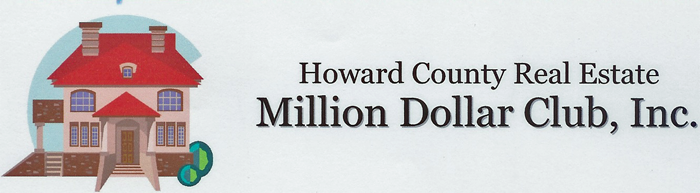 Howard County Real Estate
Million Dollar Club, Inc.